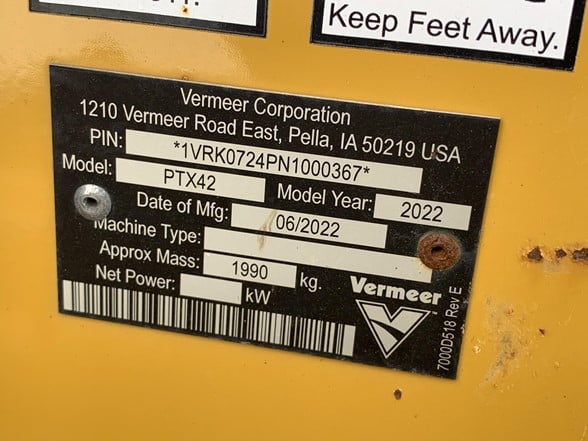 Keep Feet Away.
Vermeer Corporation
1210 Vermeer Road East, Pella, IA 50219 USA
PIN: *1VRK0724PN1000367*
Model: PTX42 Model Year: 2022
Date of Mfg: 06/2022
Machine Type:
Approx Mass: 1990 kg.
Net Power: kW
Vermeer
7000D518 Rev E